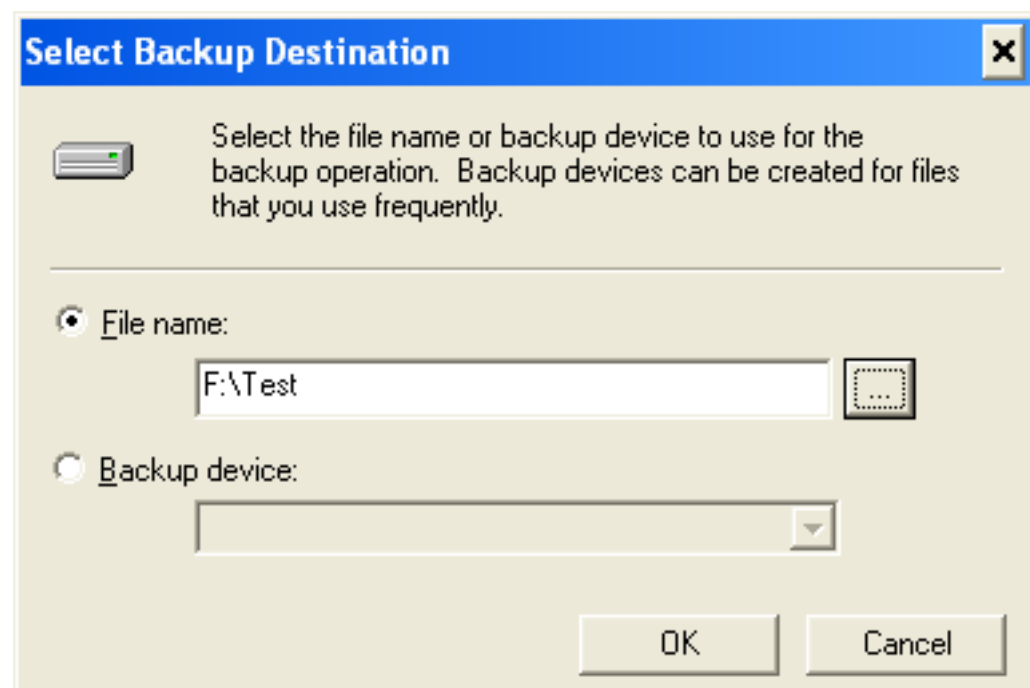 Select Backup Destination
Select the file name or backup device to use for the
backup operation.  Backup devices can be created for files
that you use frequently.
File name:
F:\Test
...
Backup device:
OK
Cancel